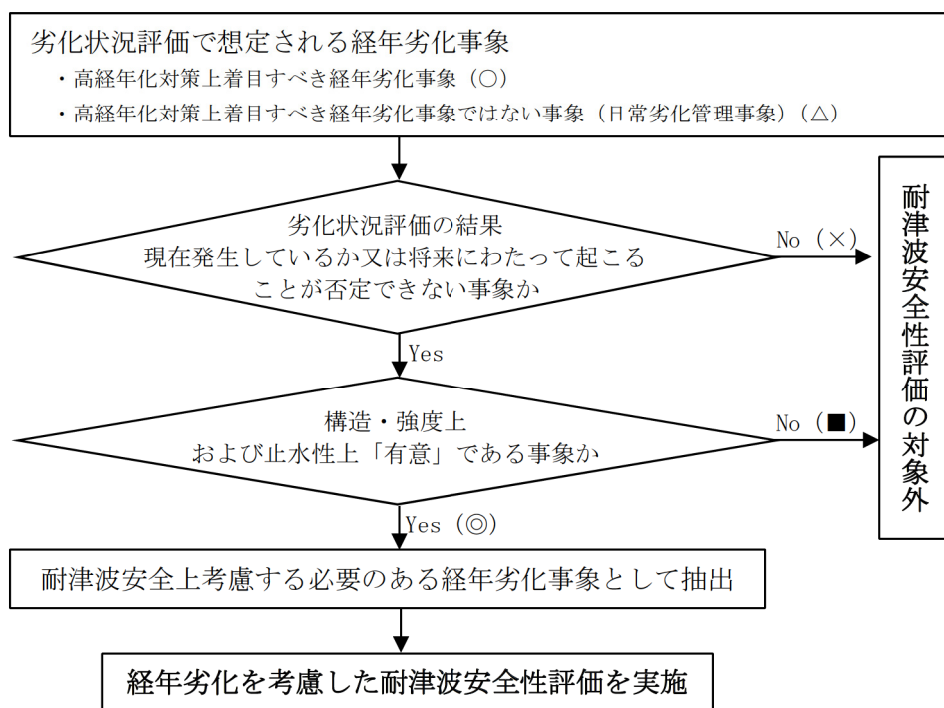 劣化状況評価で想定される経年劣化事象
・高経年化対策上着目すべき経年劣化事象（○）
・高経年化対策上着目すべき経年劣化事象ではない事象（日常劣化管理事象）（△）
劣化状況評価の結果
現在発生しているか又は将来にわたって起こる
ことが否定できない事象か
No（×）
Yes
構造・強度上
および止水性上「有意」である事象か
No（■）
Yes（◎）
耐津波安全性評価の対象外
耐津波安全上考慮する必要のある経年劣化事象として抽出
経年劣化を考慮した耐津波安全性評価を実施